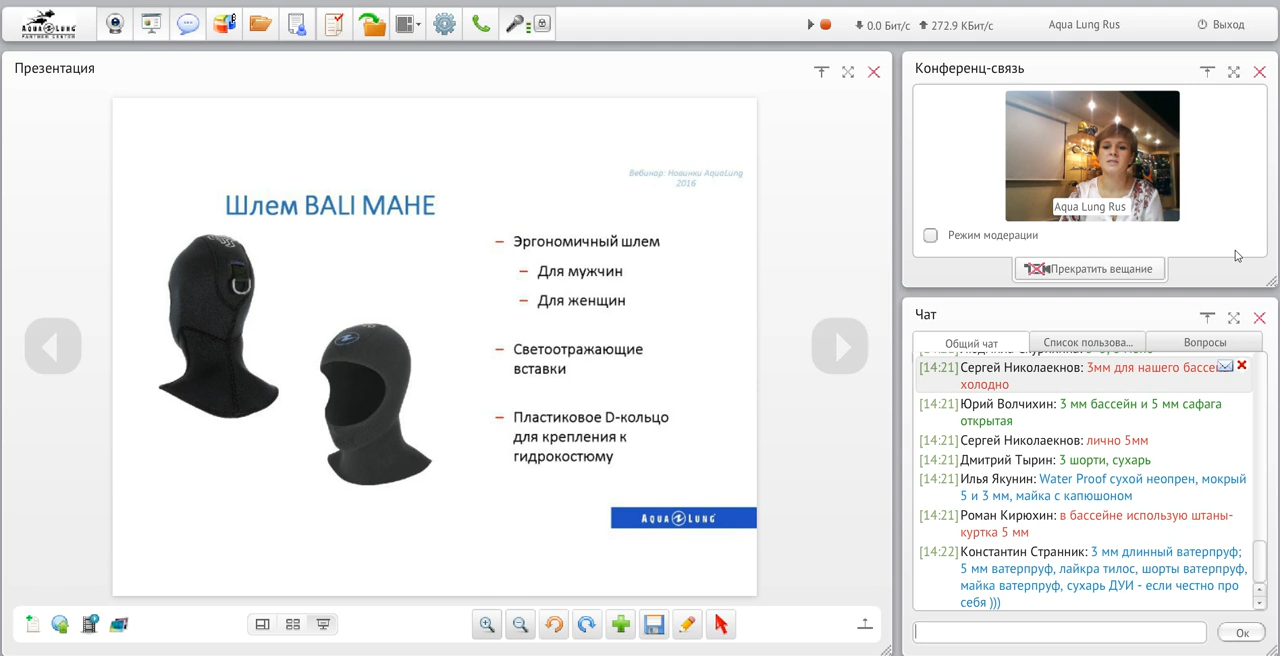 AQUA LUNG
PARTNER CENTER
0.0 Бит/с
272.9 КБит/с
Aqua Lung Rus
Выход
Презентация
Вебинар: Новинки AquaLung
2016
Шлем BALI MAHE
– Эргономичный шлем
– Для мужчин
– Для женщин
– Светоотражающие
вставки
– Пластиковое D-кольцо
для крепления к
гидрокостюму
AQUA LUNG
Конференц-связь
Aqua Lung Rus
Режим модерации
Прекратить вещание
Чат
Общий чат
Список пользова...
Вопросы
[14:21] Сергей Николаекнов: 3мм для нашего бассе
холодно
[14:21] Юрий Волчихин: 3 мм бассейн и 5 мм сафага
открытая
[14:21] Сергей Николаекнов: лично 5мм
[14:21] Дмитрий Тырин: 3 шорти, сухарь
[14:21] Илья Якунин: Water Proof сухой неопрен, мокрый
5 и 3 мм, майка с капюшоном
[14:21] Роман Кирюхин: в бассейне использую штаны-
куртка 5 мм
[14:22] Константин Странник: 3 мм длинный ватерпруф;
5 мм ватерпруф, лайкра тилос, шорты ватерпруф,
майка ватерпруф, сухарь ДУИ - если честно про
себя )))
Ок